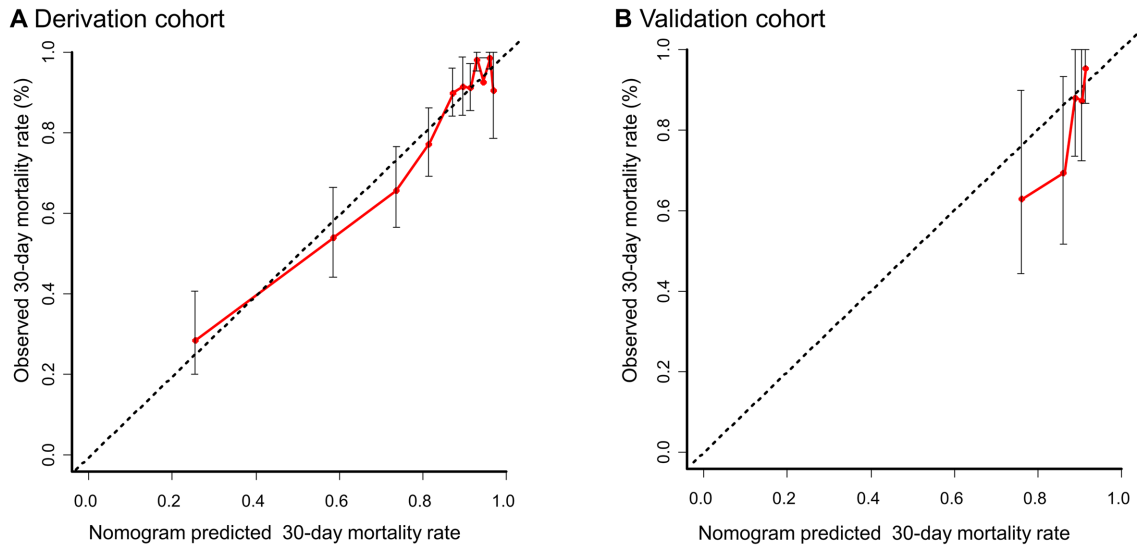 A Derivation cohort
Observed 30-day mortality rate (%)
1.0
0.8
0.6
0.4
0.2
0.0
0.0 0.2 0.4 0.6 0.8 1.0
Nomogram predicted 30-day mortality rate
B Validation cohort
Observed 30-day mortality rate (%)
1.0
0.8
0.6
0.4
0.2
0.0
0.0 0.2 0.4 0.6 0.8 1.0
Nomogram predicted 30-day mortality rate